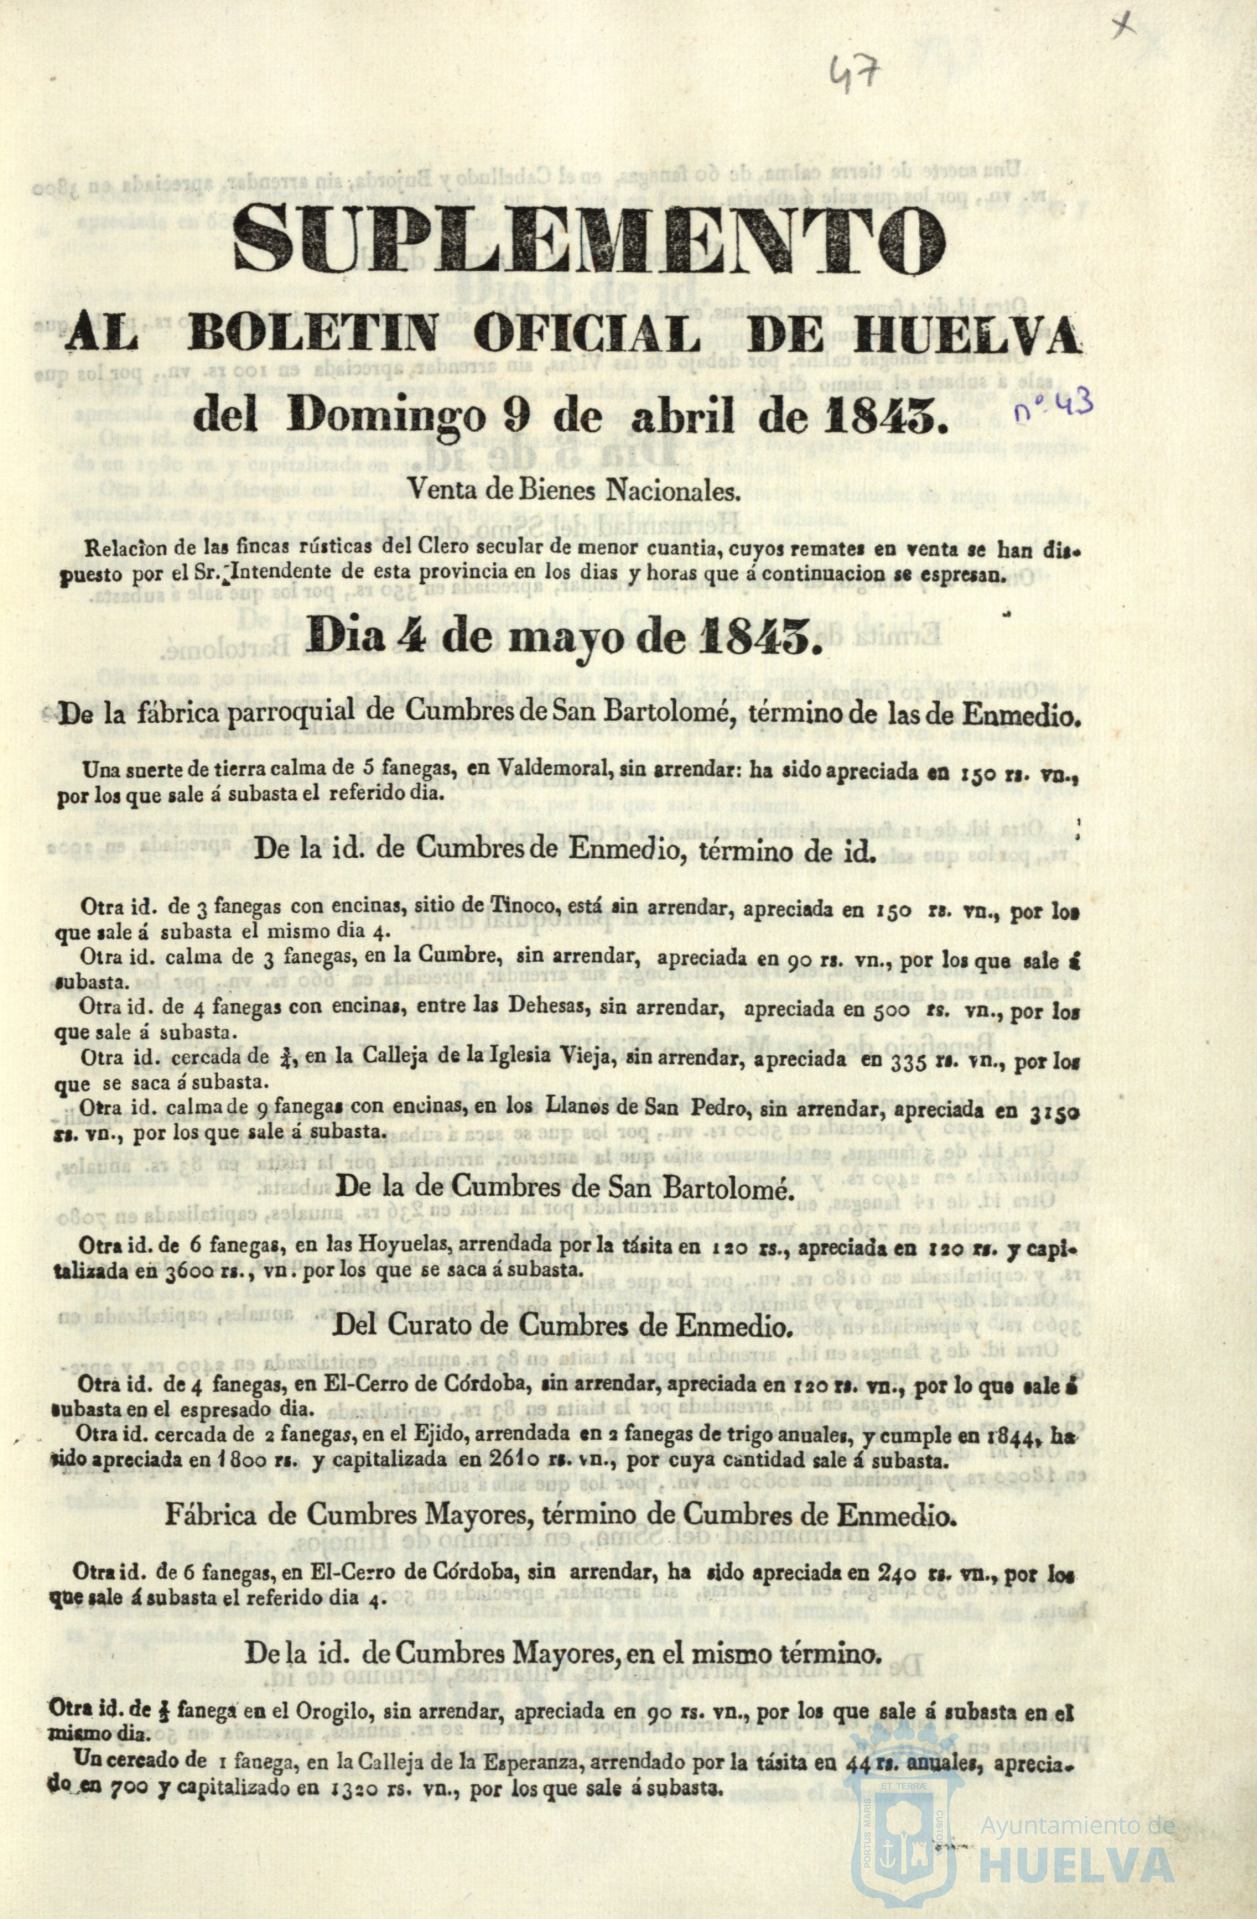 x
47
SUPLEMENTO
AL BOLETIN OFICIAL DE HUELVA
del Domingo 9 de abril de 1843.
nº 43
Venta de Bienes Nacionales.
Relacion de las fincas rústicas del Clero secular de menor cuantia, cuyos remates en venta se han dis-
puesto por el Sr. Intendente de esta provincia en los dias y horas que á continuacion se espresan.
Dia 4 de mayo de 1843.
De la fábrica parroquial de Cumbres de San Bartolomé, término de las de Enmedio.
Una suerte de tierra calma de 5 fanegas, en Valdemoral, sin arrendar: ha sido apreciada en 150 rs. vn.,
por los que sale á subasta el referido dia.
De la id. de Cumbres de Enmedio, término de id.
Otra id. de 3 fanegas con encinas, sitio de Tinoco, está sin arrendar, apreciada en 150 rs. vn., por los
que sale á subasta el mismo dia 4.
Otra id. calma de 3 fanegas, en la Cumbre, sin arrendar, apreciada en 90 rs. vn., por los que sale á
subasta.
Otra id. de 4 fanegas con encinas, entre las Dehesas, sin arrendar, apreciada en 500 rs. vn., por los
que sale á subasta.
Otra id. cercada de en la Calleja de la Iglesia Vieja, sin arrendar, apreciada en 335 rs. vn., por los
que se saca á subasta.
Otra id. calma de 9 fanegas con encinas, en los Llanos de San Pedro, sin arrendar, apreciada en 3150
rs. vn., por los que sale á subasta.
De la de Cumbres de San Bartolomé.
Otra id. de 6 fanegas, en las Hoyuelas, arrendada por la tásita en 120 rs., apreciada en 120 rs. y capi-
talizada en 3600 rs., vn. por los que se saca á subasta.
Del Curato de Cumbres de Enmedio.
Otra id. de 4 fanegas, en El-Cerro de Córdoba, sin arrendar, apreciada en 120 rs. vn., por lo que sale á
subasta en el espresado dia.
Otra id. cercada de 2 fanegas, en el Ejido, arrendada en 2 fanegas de trigo anuales, y cumple en 1844, ha
sido apreciada en 1800 rs. y capitalizada en 2610 rs. vn., por cuya cantidad sale á subasta.
Fábrica de Cumbres Mayores, término de Cumbres de Enmedio.
Otra id. de 6 fanegas, en El-Cerro de Córdoba, sin arrendar, ha sido apreciada en 240 rs. vn., por los
que sale á subasta el referido dia 4.
De la id. de Cumbres Mayores, en el mismo término.
Otra id. de ½ fanega en el Orogilo, sin arrendar, apreciada en 90 rs. vn., por los que sale á subasta en el
mismo dia.
Un cercado de 1 fanega, en la Calleja de la Esperanza, arrendado por la tásita en 44 rs. anuales, aprecia-
do en 700 y capitalizado en 1320 rs. vn., por los que sale á subasta.
PORTUS MARIS ET TERRÆ CUSTODIA
Ayuntamiento de
HUELVA